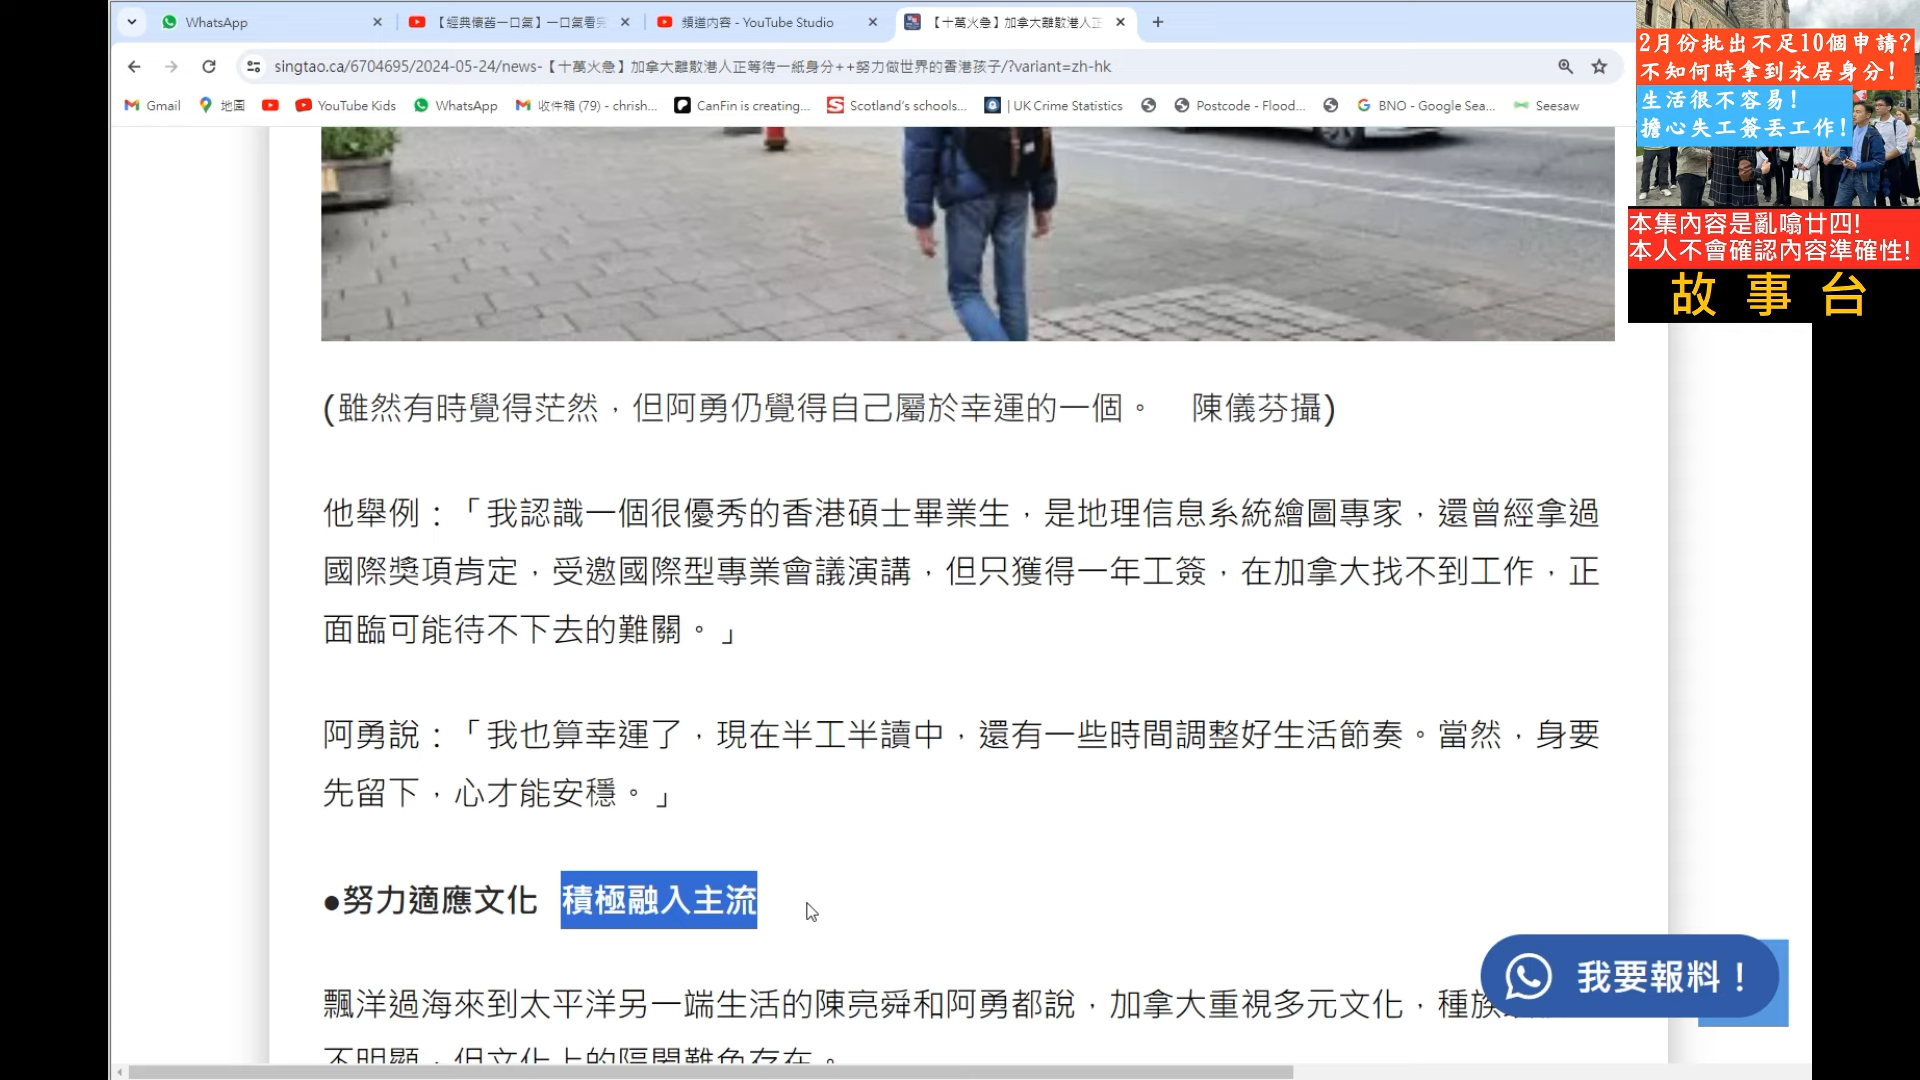 WhatsApp
【經典懷舊一口氣】一口氣看完
頻道內容 - YouTube Studio
【十萬火急】加拿大離散港人正
singtao.ca/6704695/2024-05-24/news-【十萬火急】加拿大離散港人正等待一紙身分++努力做世界的香港孩子/?variant=zh-hk
Gmail
地圖
YouTube Kids
WhatsApp
收件箱 (79) - chrish...
CanFin is creating...
Scotland's schools...
| UK Crime Statistics
Postcode - Flood...
BNO - Google Sea...
Seesaw
2月份批出不足10個申請?
不知何時拿到永居身分!
生活很不容易!
擔心失工簽丟工作!
本集內容是亂噏廿四!
本人不會確認內容準確性!
故事台
(雖然有時覺得茫然，但阿勇仍覺得自己屬於幸運的一個。　陳儀芬攝)
他舉例：「我認識一個很優秀的香港碩士畢業生，是地理信息系統繪圖專家，還曾經拿過
國際獎項肯定，受邀國際型專業會議演講，但只獲得一年工簽，在加拿大找不到工作，正
面臨可能待不下去的難關。」
阿勇說：「我也算幸運了，現在半工半讀中，還有一些時間調整好生活節奏。當然，身要
先留下，心才能安穩。」
●努力適應文化 積極融入主流
飄洋過海來到太平洋另一端生活的陳亮舜和阿勇都說，加拿大重視多元文化，種族
不明顯，但文化上的隔閡難免存在。
我要報料！